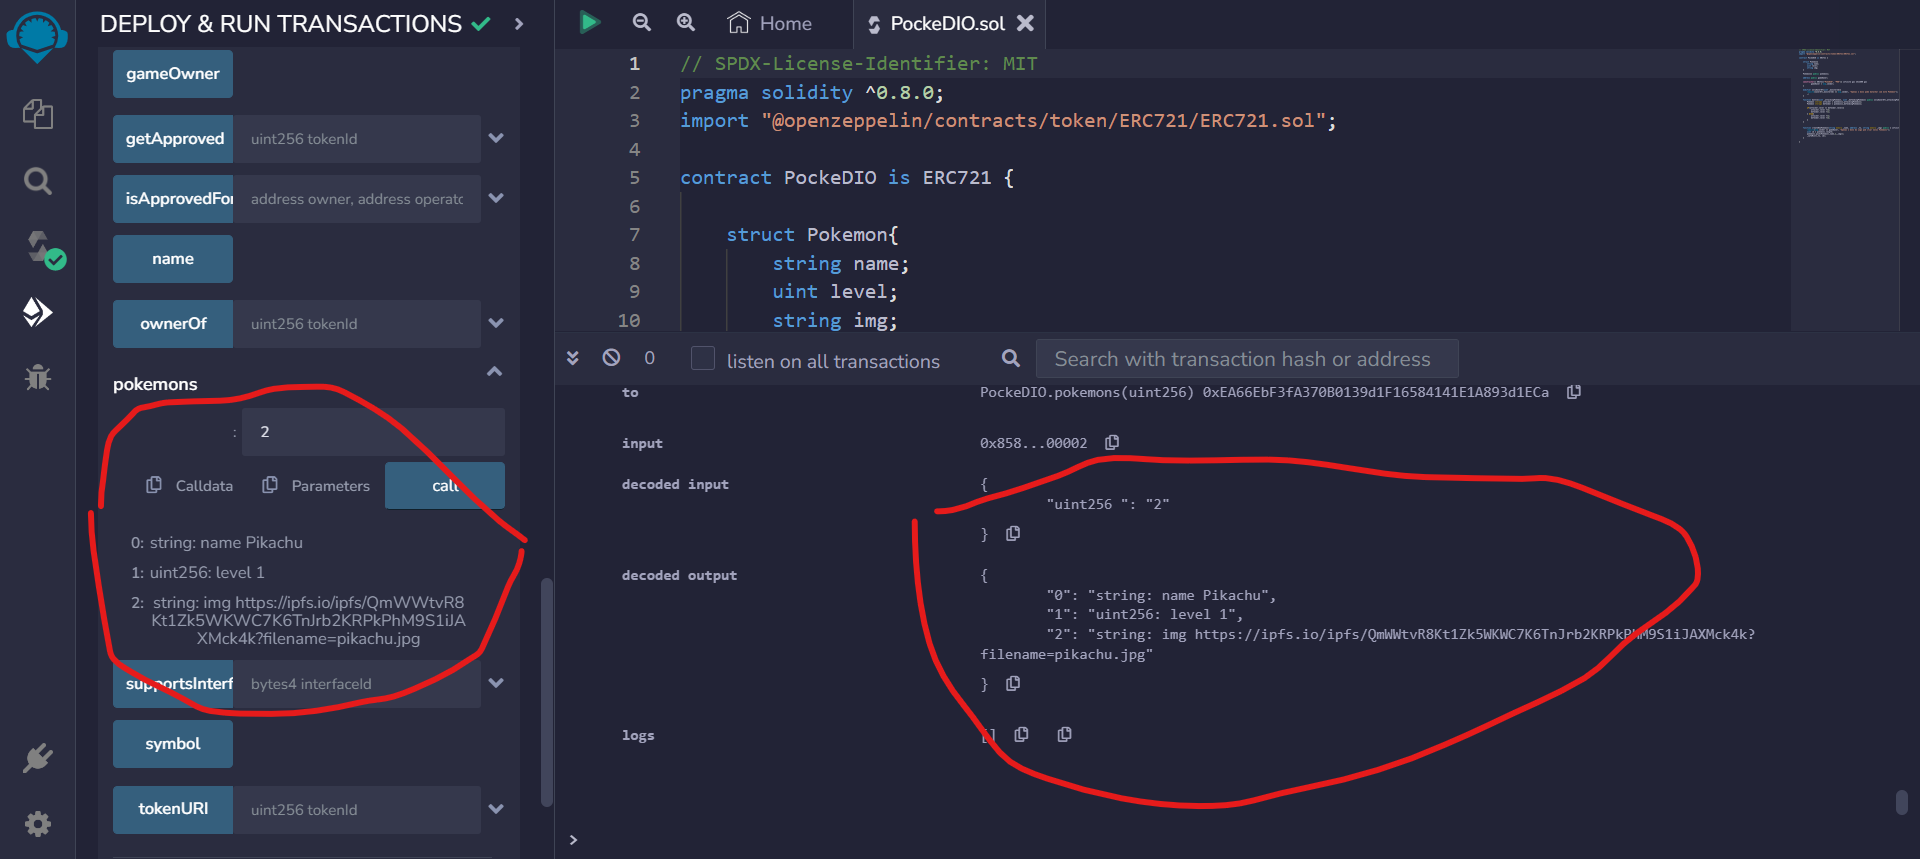 DEPLOY & RUN TRANSACTIONS
gameOwner
getApproved uint256 tokenId
isApprovedFor address owner, address operato
name
ownerOf uint256 tokenId
pokemons
: 2
Calldata Parameters call
0: string: name Pikachu
1: uint256: level 1
2: string: img https://ipfs.io/ipfs/QmWWtvR8
Kt1Zk5WKWC7K6TnJrb2KRPkPhM9S1iJA
XMck4k?filename=pikachu.jpg
supportsInterf bytes4 interfaceId
symbol
tokenURI uint256 tokenId
Home PockeDIO.sol
1 // SPDX-License-Identifier: MIT
2 pragma solidity ^0.8.0;
3 import "@openzeppelin/contracts/token/ERC721/ERC721.sol";
4
5 contract PockeDIO is ERC721 {
6
7 struct Pokemon{
8 string name;
9 uint level;
10 string img;
0 listen on all transactions Search with transaction hash or address
to PockeDIO.pokemons(uint256) 0xEA66EbF3fA370B0139d1F16584141E1A893d1ECa
input 0x858...00002
decoded input {
"uint256 ": "2"
}
decoded output {
"0": "string: name Pikachu",
"1": "uint256: level 1",
"2": "string: img https://ipfs.io/ipfs/QmWWtvR8Kt1Zk5WKWC7K6TnJrb2KRPkPhM9S1iJAXMck4k?
filename=pikachu.jpg"
}
logs []
>